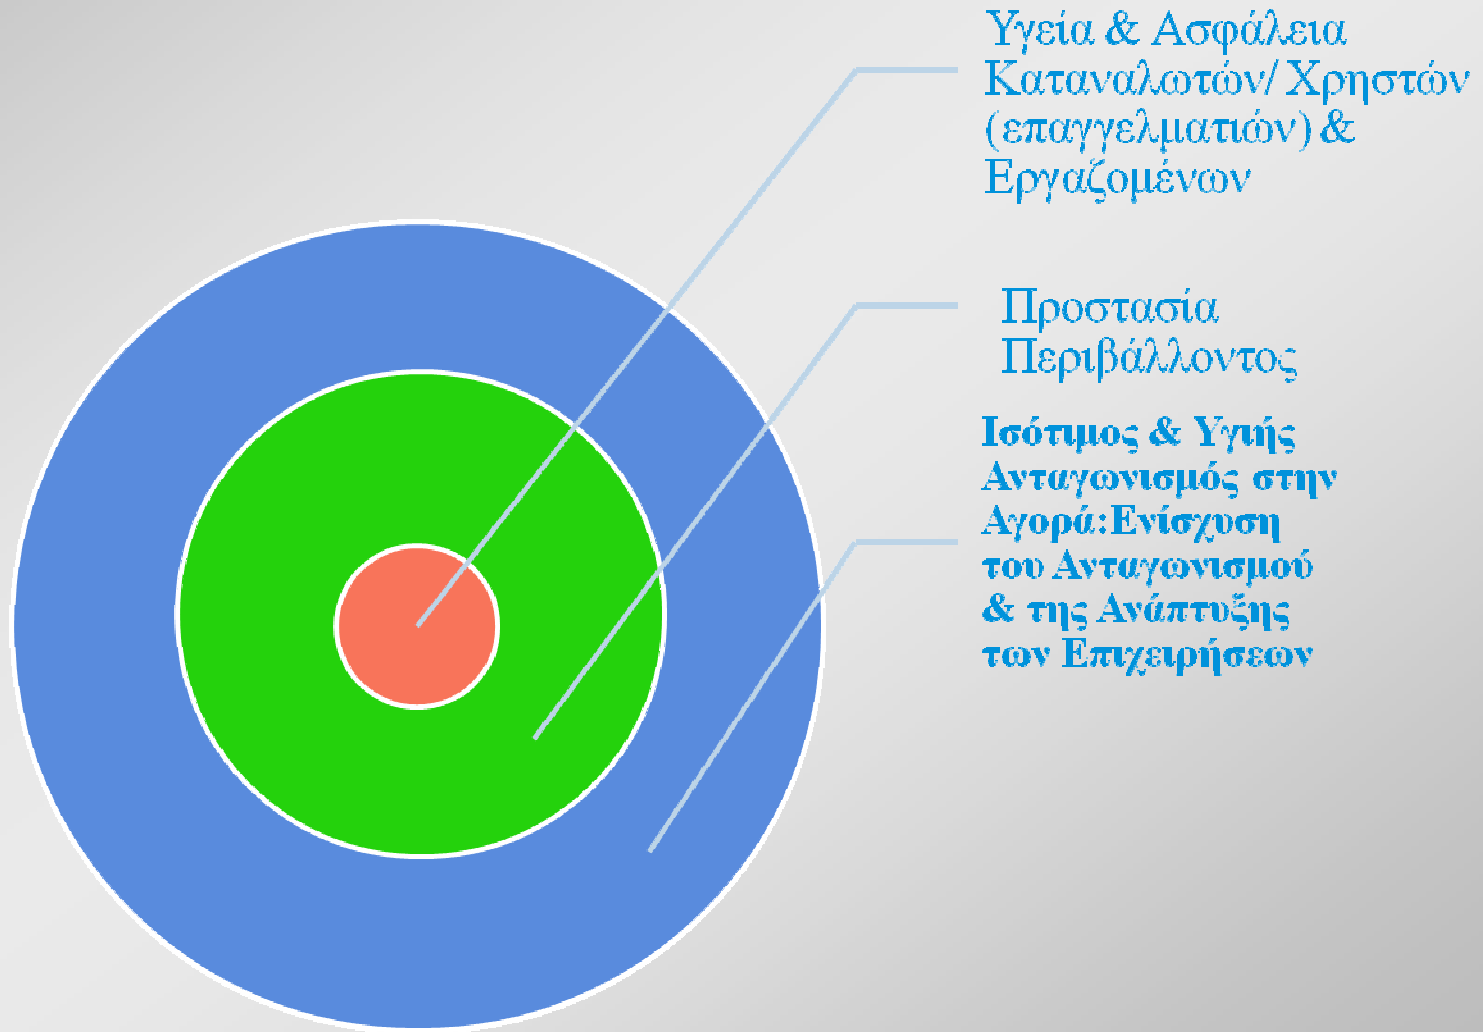 Υγεία & Ασφάλεια
Καταναλωτών/ Χρηστών
(επαγγελματιών) &
Εργαζομένων
Προστασία
Περιβάλλοντος
Ισότιμος & Υγιής
Ανταγωνισμός στην
Αγορά:Ενίσχυση
του Ανταγωνισμού
& της Ανάπτυξης
των Επιχειρήσεων